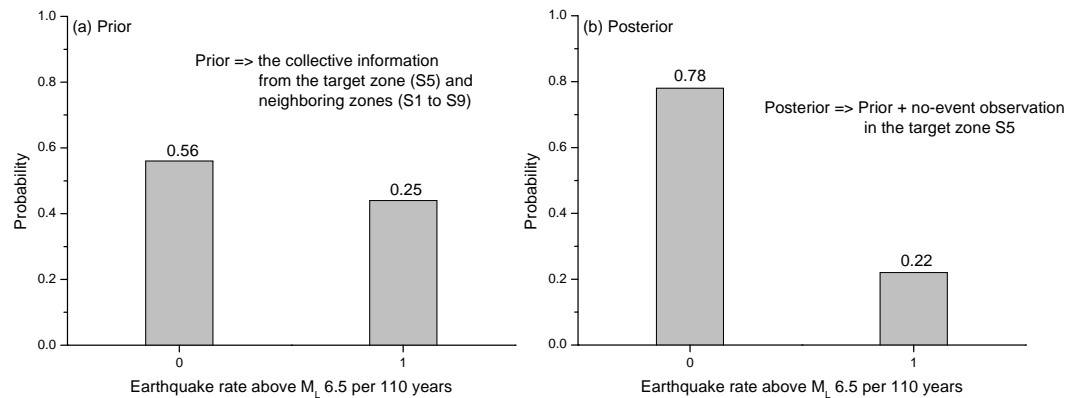 (a) Prior
Prior => the collective information
from the target zone (S5) and
neighboring zones (S1 to S9)
Probability
1.0
0.8
0.6
0.4
0.2
0.0
0.56
0.25
0
1
Earthquake rate above M_L 6.5 per 110 years
(b) Posterior
Posterior => Prior + no-event observation
in the target zone S5
Probability
1.0
0.8
0.6
0.4
0.2
0.0
0.78
0.22
0
1
Earthquake rate above M_L 6.5 per 110 years